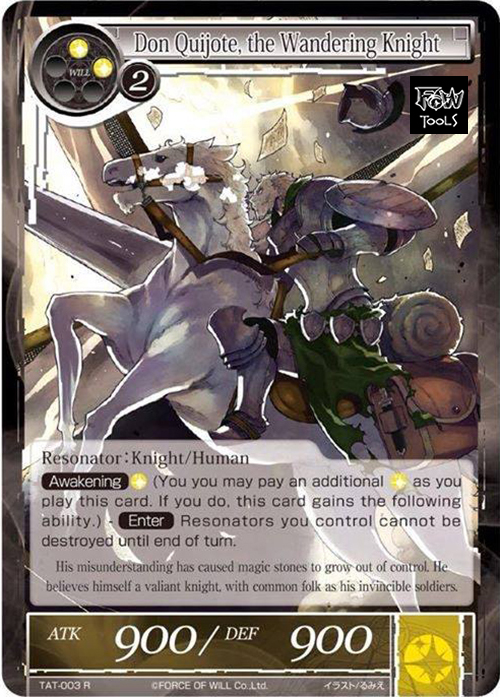 Don Quijote, the Wandering Knight
WILL
2
FOW
TOOLS
Resonator:Knight/Human
Awakening (You you may pay an additional as you
play this card. If you do, this card gains the following
ability.) - Enter Resonators you control cannot be
destroyed until end of turn.
His misunderstanding has caused magic stones to grow out of control. He
believes himself a valiant knight, with common folk as his invincible soldiers.
ATK 900 / DEF 900
TAT-003 R ©FORCE OF WILL Co.,Ltd. イラスト/るみえ